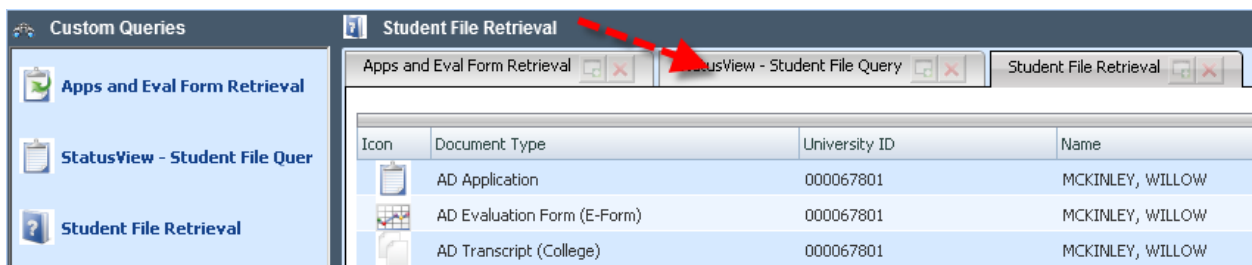 Custom Queries
Student File Retrieval
Apps and Eval Form Retrieval
StatusView - Student File Quer
Student File Retrieval
Apps and Eval Form Retrieval
View - Student File Query
Student File Retrieval
Icon Document Type University ID Name
AD Application 000067801 MCKINLEY, WILLOW
AD Evaluation Form (E-Form) 000067801 MCKINLEY, WILLOW
AD Transcript (College) 000067801 MCKINLEY, WILLOW